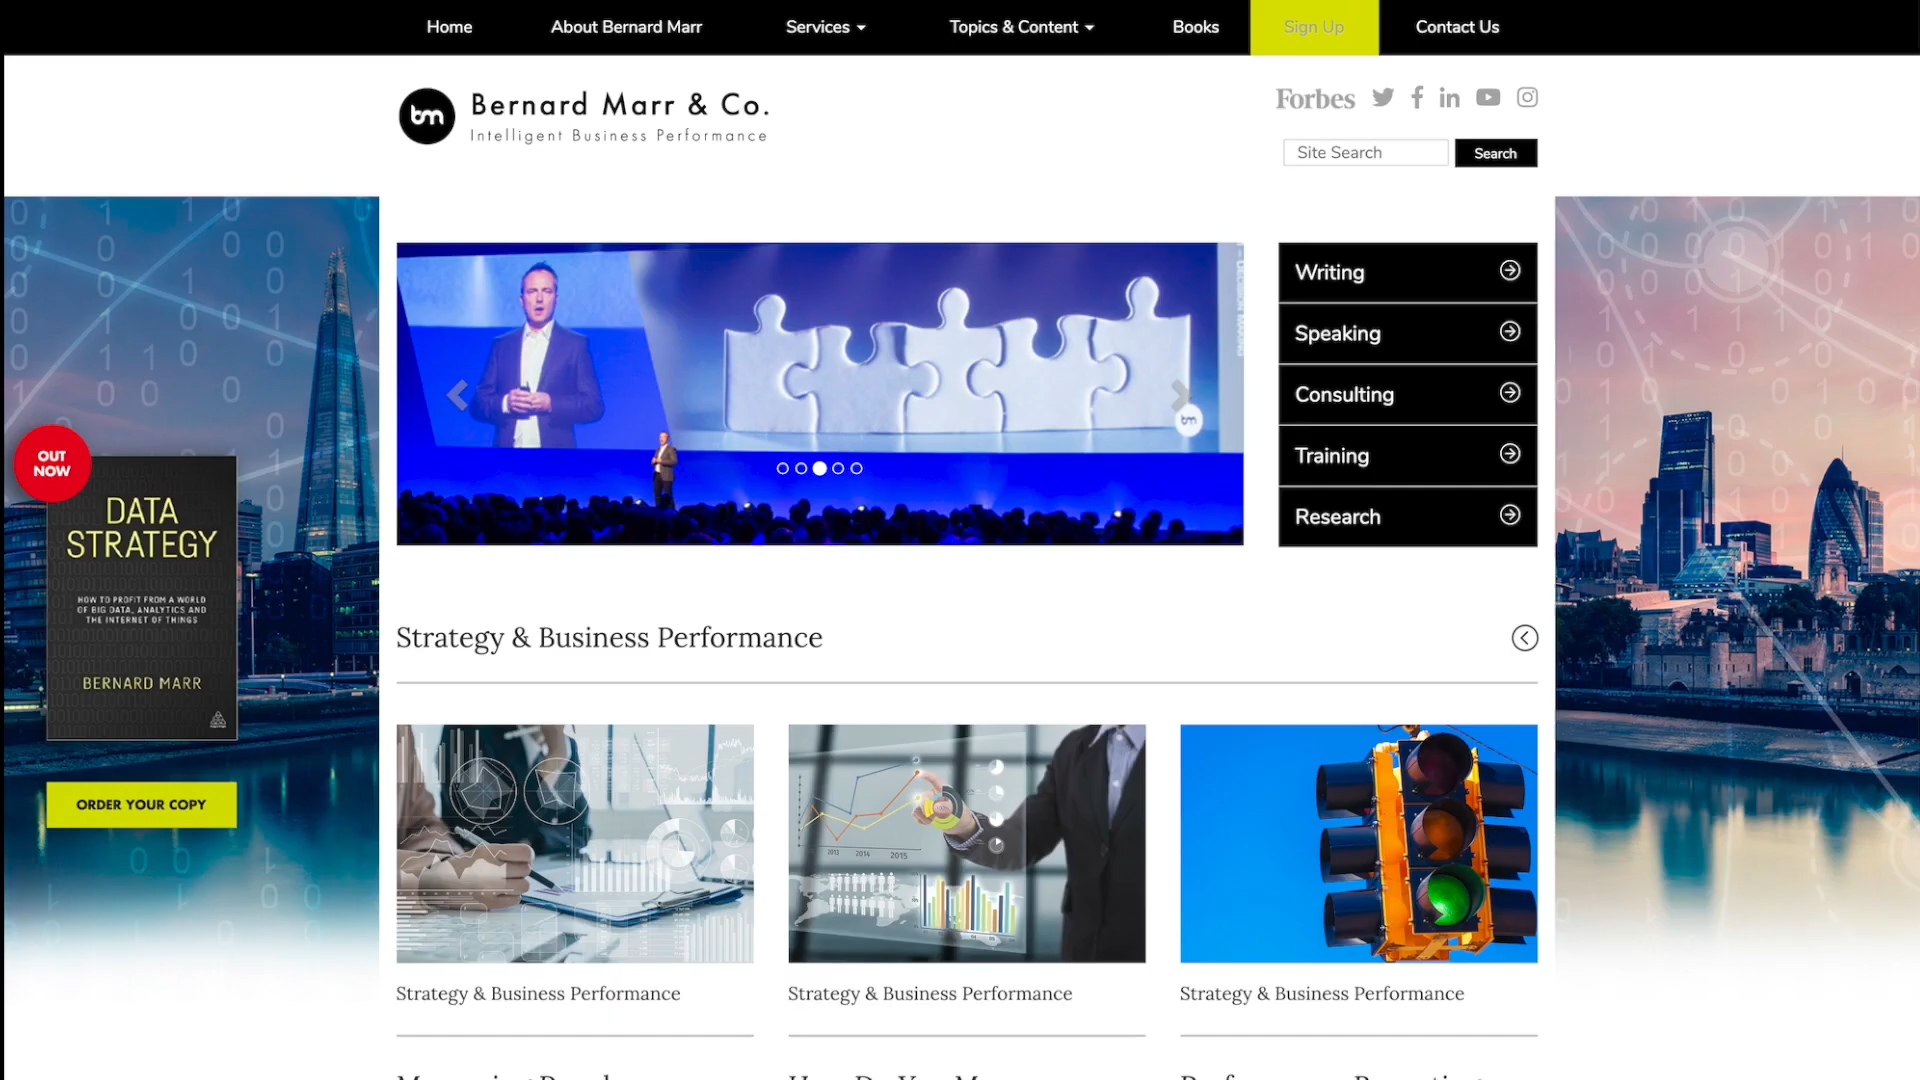 Home
About Bernard Marr
Services
Topics & Content
Books
Sign Up
Contact Us
bm
Bernard Marr & Co.
Intelligent Business Performance
Forbes
Site Search
Search
Writing
Speaking
Consulting
Training
Research
OUT
NOW
DATA
STRATEGY
HOW TO PROFIT FROM A WORLD
OF BIG DATA, ANALYTICS AND
THE INTERNET OF THINGS
BERNARD MARR
ORDER YOUR COPY
Strategy & Business Performance
2013 2014 2015
Strategy & Business Performance
Strategy & Business Performance
Strategy & Business Performance